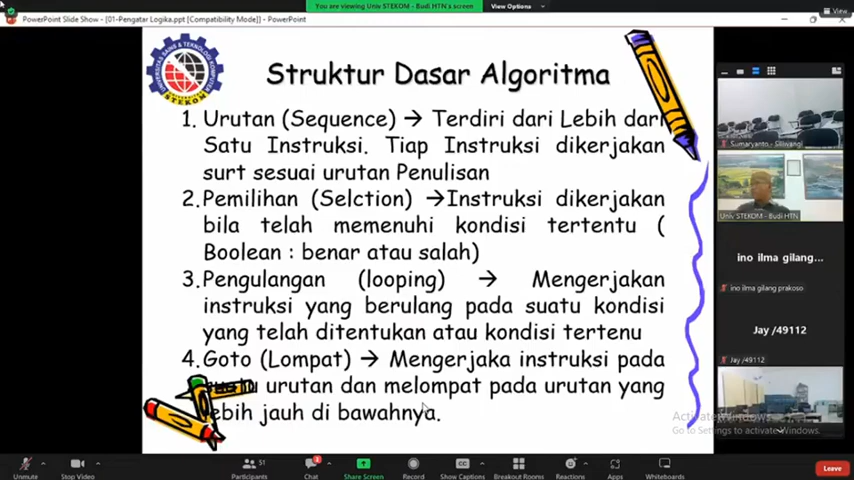 You are viewing Univ STEKOM - Budi HTN's screen
View Options
View
PowerPoint Slide Show - [01-Pengatar Logika.ppt [Compatibility Mode]] - PowerPoint
STEKOM
Struktur Dasar Algoritma
1. Urutan (Sequence) → Terdiri dari Lebih dari
Satu Instruksi. Tiap Instruksi dikerjakan
surt sesuai urutan Penulisan
2. Pemilihan (Selction) →Instruksi dikerjakan
bila telah memenuhi kondisi tertentu (
Boolean : benar atau salah)
3. Pengulangan (looping) → Mengerjakan
instruksi yang berulang pada suatu kondisi
yang telah ditentukan atau kondisi tertenu
4. Goto (Lompat) → Mengerjaka instruksi pada
suatu urutan dan melompat pada urutan yang
lebih jauh di bawahnya.
Sumaryanto - Siliwangi
Univ STEKOM - Budi HTN
ino ilma gilang...
ino ilma gilang prakoso
Jay /49112
Jay /49112
Activate Windows
Go to Settings to activate Windows.
Unmute
Stop Video
51
Participants
1
Chat
Share Screen
Record
Show Captions
Breakout Rooms
Reactions
Apps
Whiteboards
Leave